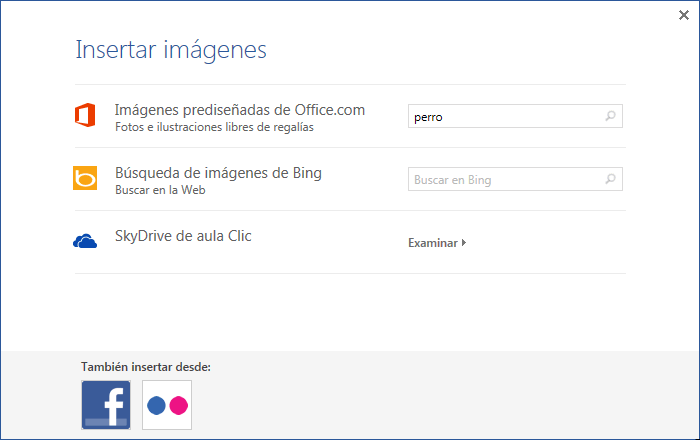 Insertar imágenes
Imágenes prediseñadas de Office.com
Fotos e ilustraciones libres de regalías
perro
Búsqueda de imágenes de Bing
Buscar en la Web
Buscar en Bing
SkyDrive de aula Clic
Examinar
También insertar desde: